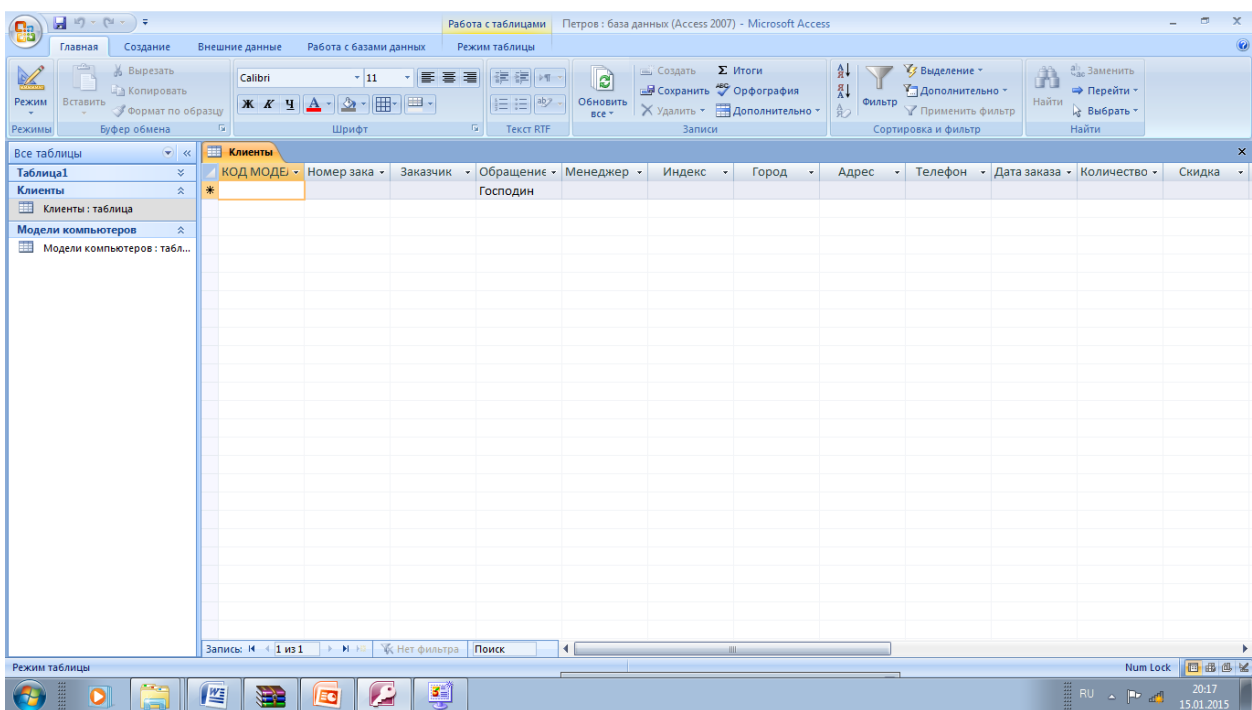 Работа с таблицами Петров : база данных (Access 2007) - Microsoft Access
Главная Создание Внешние данные Работа с базами данных Режим таблицы
Режим
Режимы
Вставить
Вырезать
Копировать
Формат по образцу
Буфер обмена
Calibri 11
Ж К Ч
Шрифт
Текст RTF
Обновить все
Создать
Сохранить
Удалить
Итоги
Орфография
Дополнительно
Записи
Фильтр
Выделение
Дополнительно
Применить фильтр
Сортировка и фильтр
Найти
Заменить
Перейти
Выбрать
Найти
Все таблицы
Таблица1
Клиенты
Клиенты : таблица
Модели компьютеров
Модели компьютеров : табл...
Клиенты
КОД МОДЕЛ Номер зака Заказчик Обращение Менеджер Индекс Город Адрес Телефон Дата заказа Количество Скидка
Господин
Запись: 1 из 1 Нет фильтра Поиск
Режим таблицы Num Lock
RU 20:17
15.01.2015